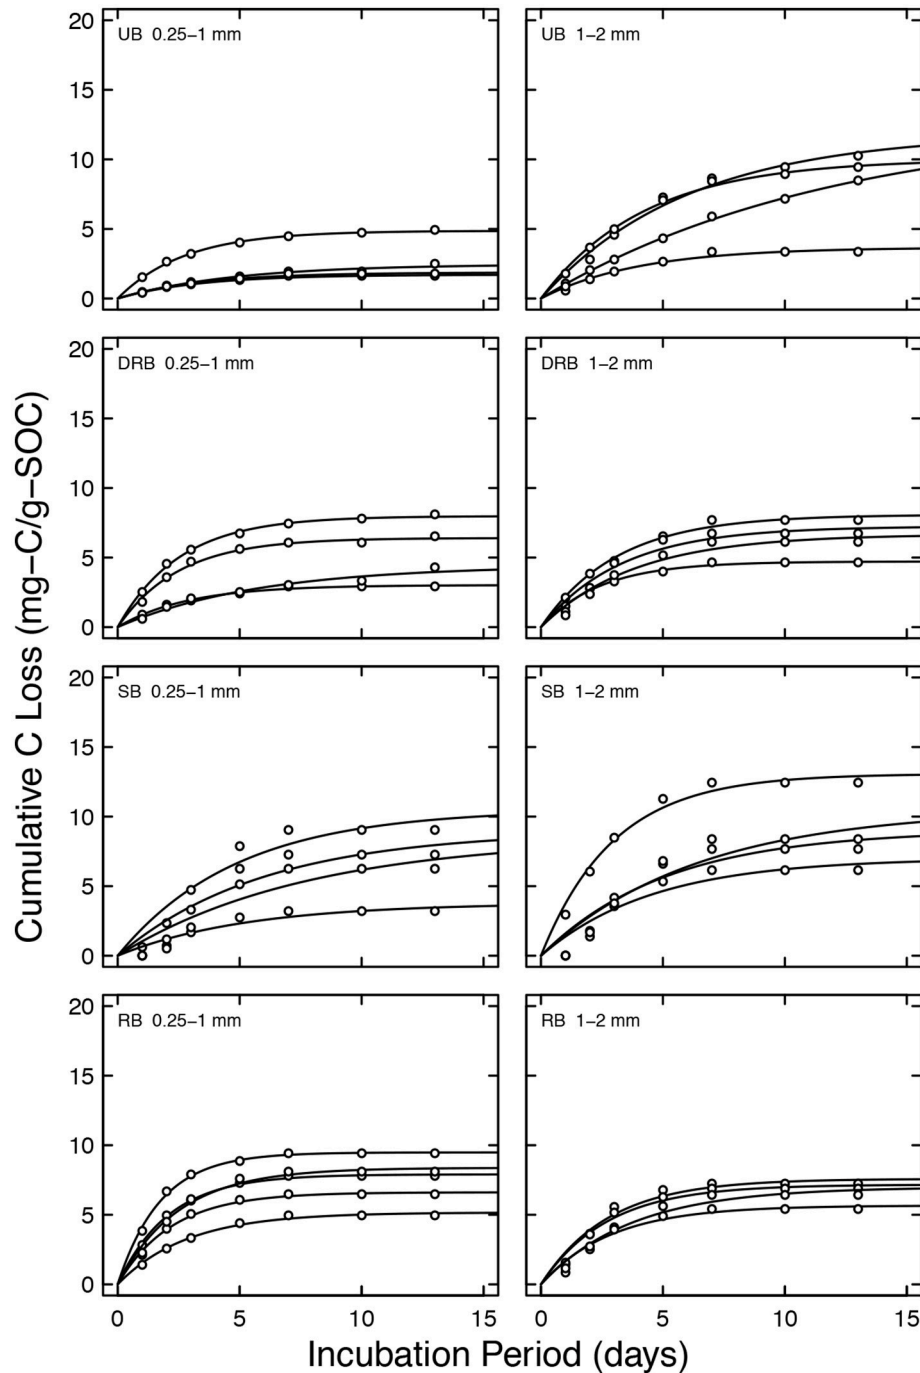 20
15
10
5
0
UB 0.25−1 mm
UB 1−2 mm
20
15
10
5
0
DRB 0.25−1 mm
DRB 1−2 mm
Cumulative C Loss (mg−C/g−SOC)
20
15
10
5
0
SB 0.25−1 mm
SB 1−2 mm
20
15
10
5
0
RB 0.25−1 mm
RB 1−2 mm
0 5 10 15 0 5 10 15
Incubation Period (days)